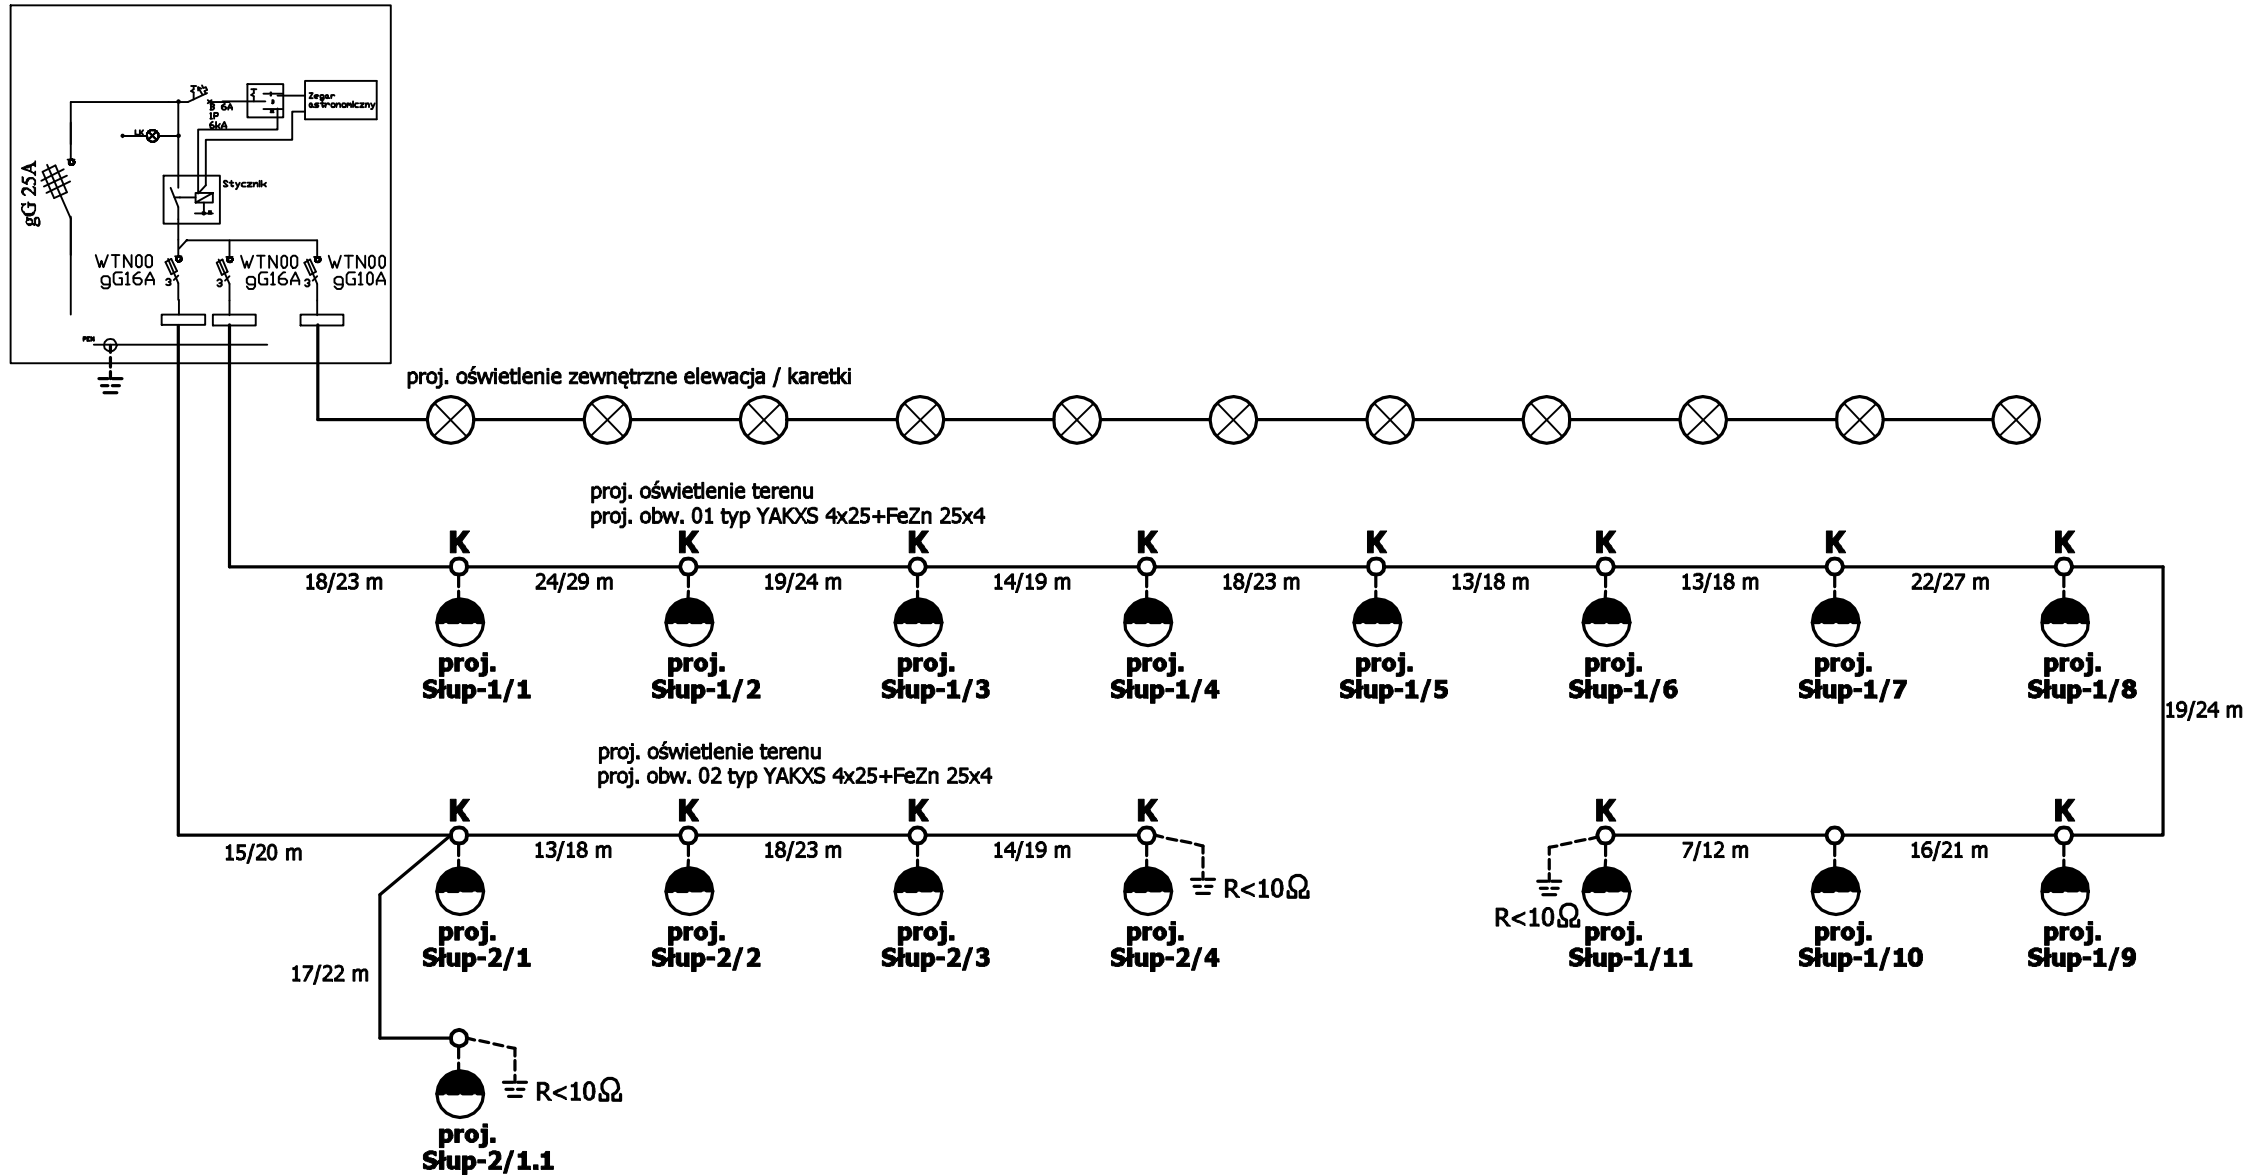 Zegar
astronomiczny
B 6A
1P
6kA
LK
gG 25A
Stycznik
WTN00
gG16A
3
WTN00
gG16A
3
WTN00
gG10A
3
PEN
proj. oświetlenie zewnętrzne elewacja / karetki
proj. oświetlenie terenu
proj. obw. 01 typ YAKXS 4x25+FeZn 25x4
K K K K K K K K
18/23 m 24/29 m 19/24 m 14/19 m 18/23 m 13/18 m 13/18 m 22/27 m
proj. proj. proj. proj. proj. proj. proj. proj.
Słup-1/1 Słup-1/2 Słup-1/3 Słup-1/4 Słup-1/5 Słup-1/6 Słup-1/7 Słup-1/8
19/24 m
proj. oświetlenie terenu
proj. obw. 02 typ YAKXS 4x25+FeZn 25x4
K K K K K K
15/20 m 13/18 m 18/23 m 14/19 m 7/12 m 16/21 m
R<10Ω R<10Ω
proj. proj. proj. proj. proj. proj. proj.
Słup-2/1 Słup-2/2 Słup-2/3 Słup-2/4 Słup-1/11 Słup-1/10 Słup-1/9
17/22 m
R<10Ω
proj.
Słup-2/1.1